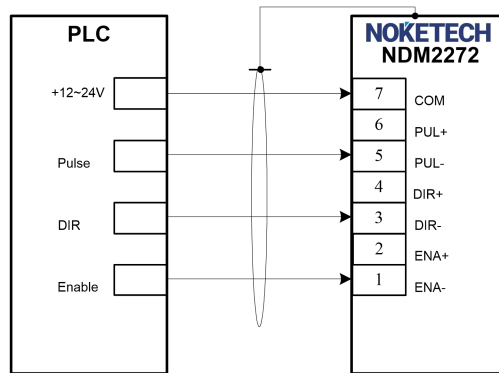 PLC
NOKETECH
NDM2272
+12~24V
7
COM
6
PUL+
Pulse
5
PUL-
4
DIR+
DIR
3
DIR-
2
ENA+
Enable
1
ENA-